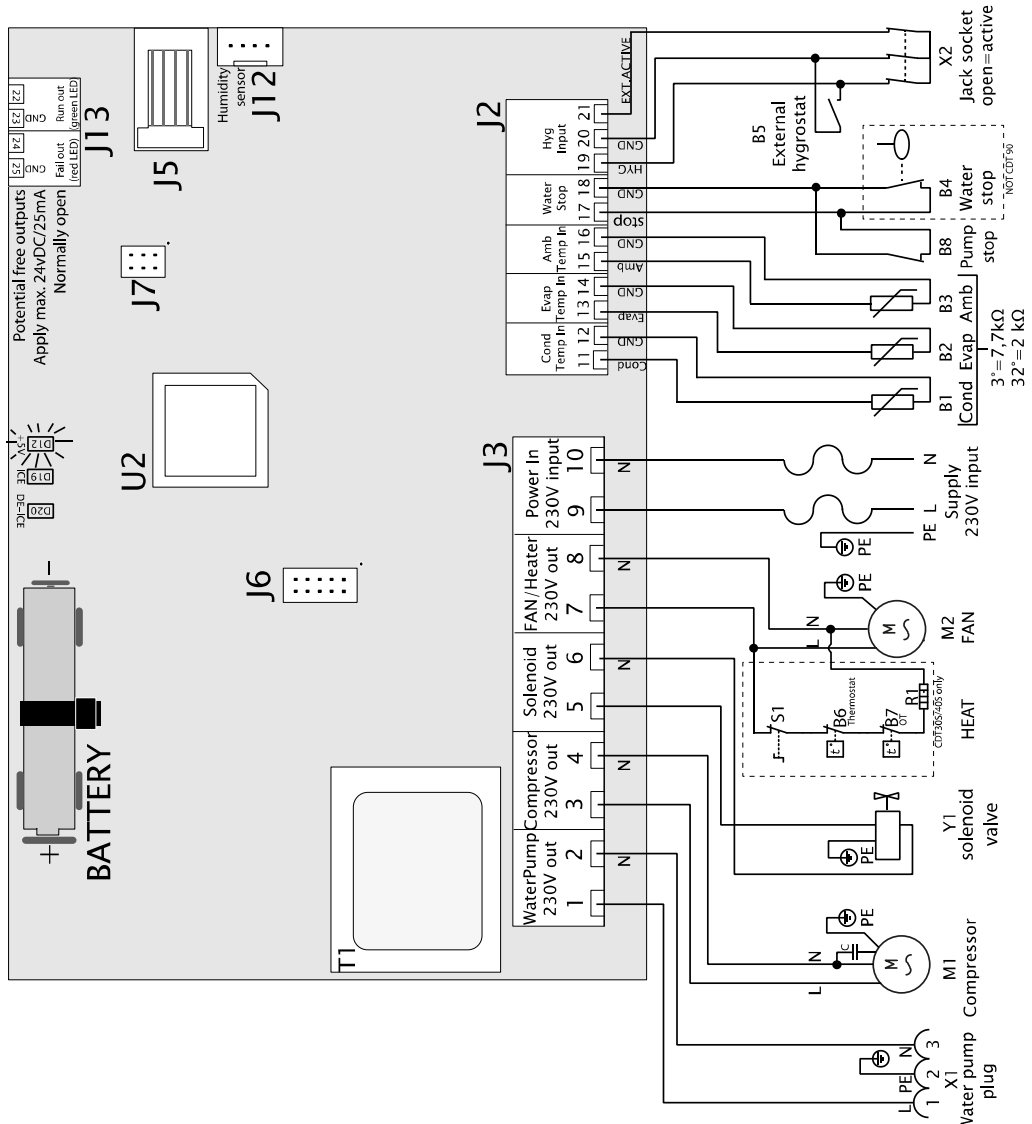 22
23
GND
Run out
(green LED)
24
25
GND
Fail out
(red LED)
J13
Potential free outputs
Apply max. 24vDC/25mA
Normally open
J5
Humidity
sensor
J12
J7
U2
+5V
D12
ICE
D19
DE-ICE
D20
J6
BATTERY
+
−
T1
J2
Hyg
Input
21
20
19
EXT.ACTIVE
GND
HYG
Water
Stop
18
17
GND
stop
Amb
Temp In
16
15
GND
Amb
Evap
Temp In
14
13
GND
Evap
Cond
Temp In
12
11
GND
Cond
J3
Power In
230V input
10
9
N
FAN/Heater
230V out
8
7
N
Solenoid
230V out
6
5
N
Compressor
230V out
4
3
N
WaterPump
230V out
2
1
N
X2
Jack socket
open=active
B5
External
hygrostat
B4
Water
stop
NOT CDT 90
B8
Pump
stop
B3
Amb
B2
Evap
B1
Cond
3°=7,7kΩ
32°=2 kΩ
N
L
PE
PE
Supply
230V input
PE
N
L
M
M2
FAN
S1
B6
Thermostat
t°
B7
OT
t°
R1
CDT30S/40S only
HEAT
PE
Y1
solenoid
valve
PE
N
L
C
M
M1
Compressor
N
PE
L
3
2
1
X1
Vater pump
plug